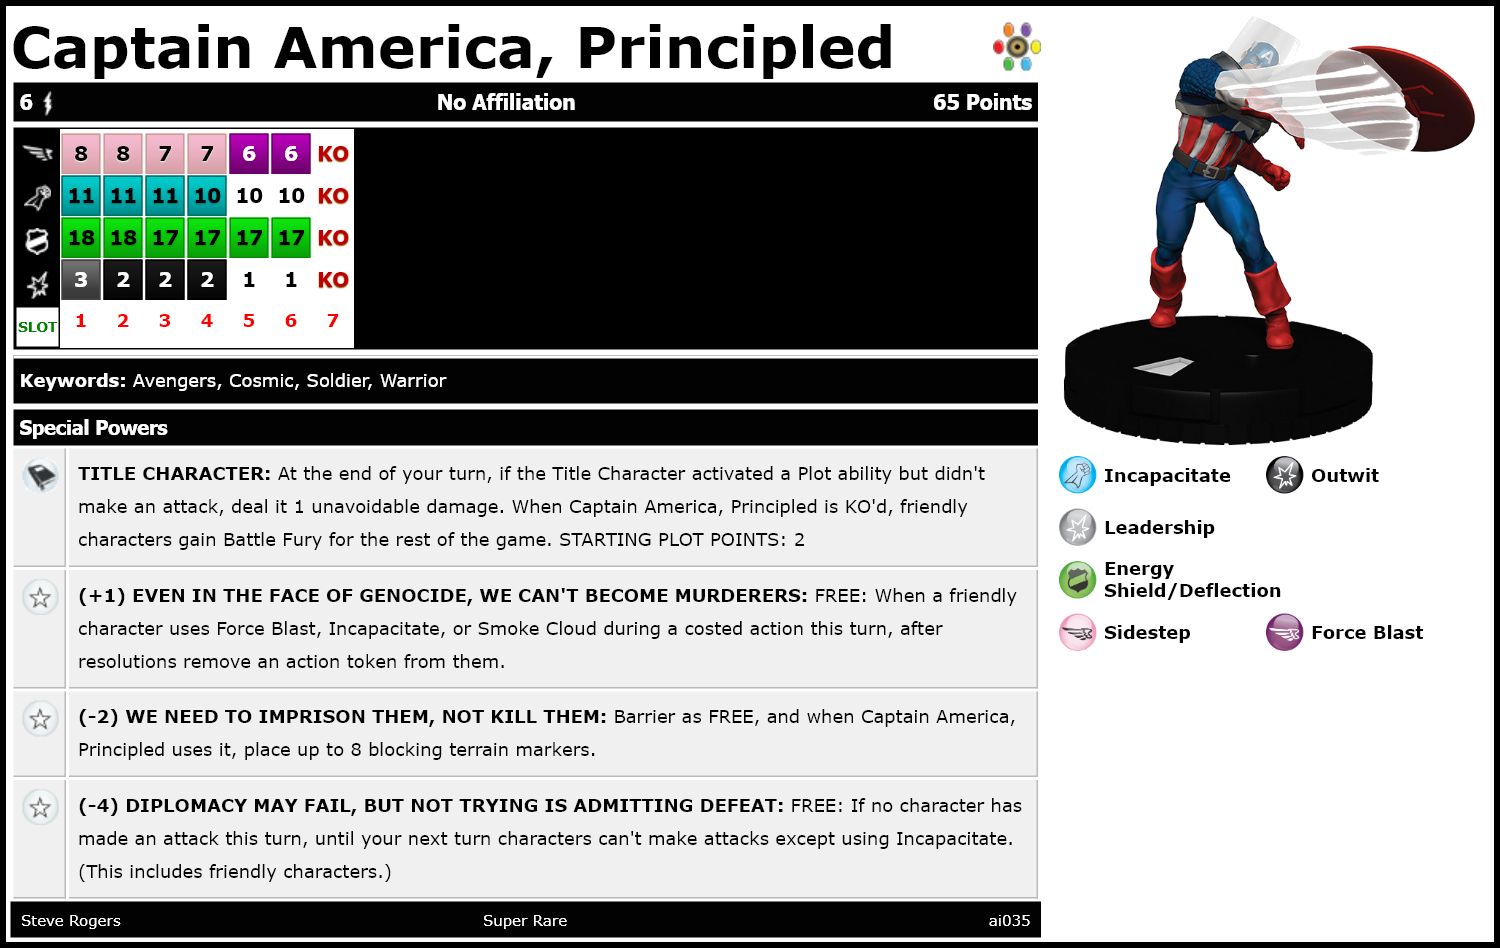 Captain America, Principled
6 No Affiliation 65 Points
8 8 7 7 6 6 KO
11 11 11 10 10 10 KO
18 18 17 17 17 17 KO
3 2 2 2 1 1 KO
SLOT 1 2 3 4 5 6 7
Keywords: Avengers, Cosmic, Soldier, Warrior
Special Powers
TITLE CHARACTER: At the end of your turn, if the Title Character activated a Plot ability but didn't
make an attack, deal it 1 unavoidable damage. When Captain America, Principled is KO'd, friendly
characters gain Battle Fury for the rest of the game. STARTING PLOT POINTS: 2
(+1) EVEN IN THE FACE OF GENOCIDE, WE CAN'T BECOME MURDERERS: FREE: When a friendly
character uses Force Blast, Incapacitate, or Smoke Cloud during a costed action this turn, after
resolutions remove an action token from them.
(-2) WE NEED TO IMPRISON THEM, NOT KILL THEM: Barrier as FREE, and when Captain America,
Principled uses it, place up to 8 blocking terrain markers.
(-4) DIPLOMACY MAY FAIL, BUT NOT TRYING IS ADMITTING DEFEAT: FREE: If no character has
made an attack this turn, until your next turn characters can't make attacks except using Incapacitate.
(This includes friendly characters.)
Steve Rogers Super Rare ai035
Incapacitate Outwit
Leadership
Energy
Shield/Deflection
Sidestep Force Blast